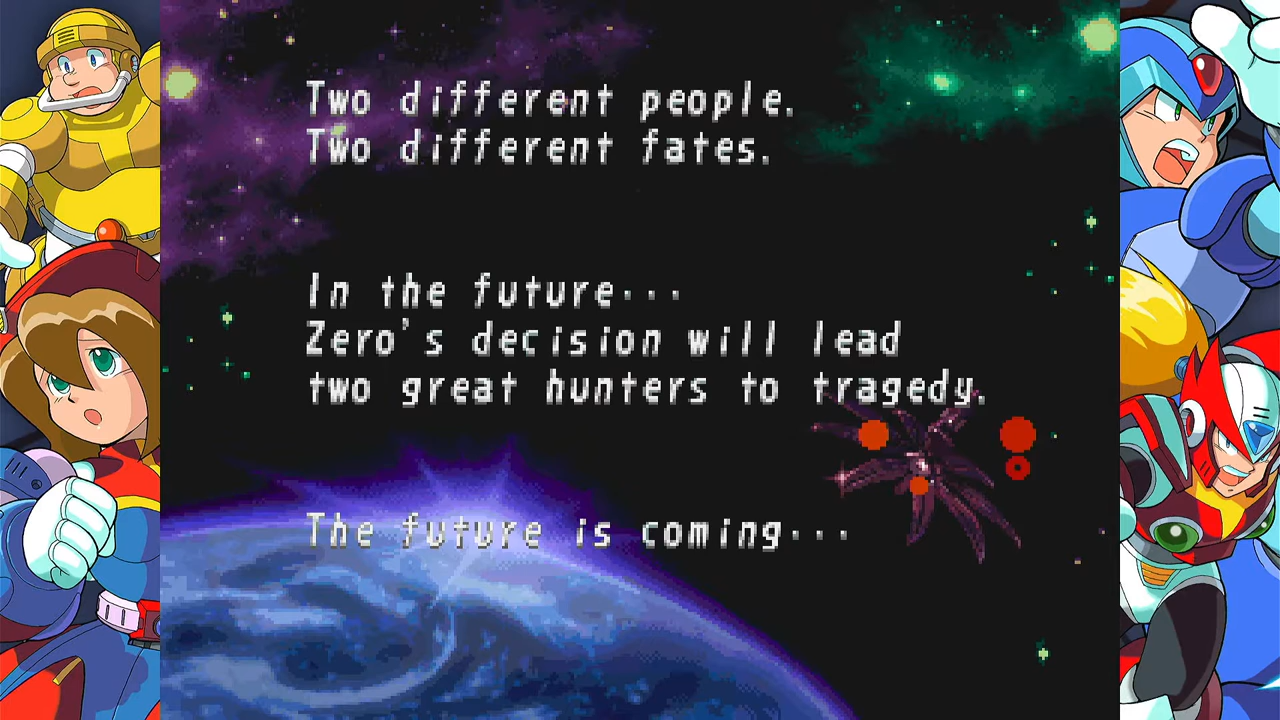 Two different people.
Two different fates.
In the future···
Zero's decision will lead
two great hunters to tragedy.
The future is coming···